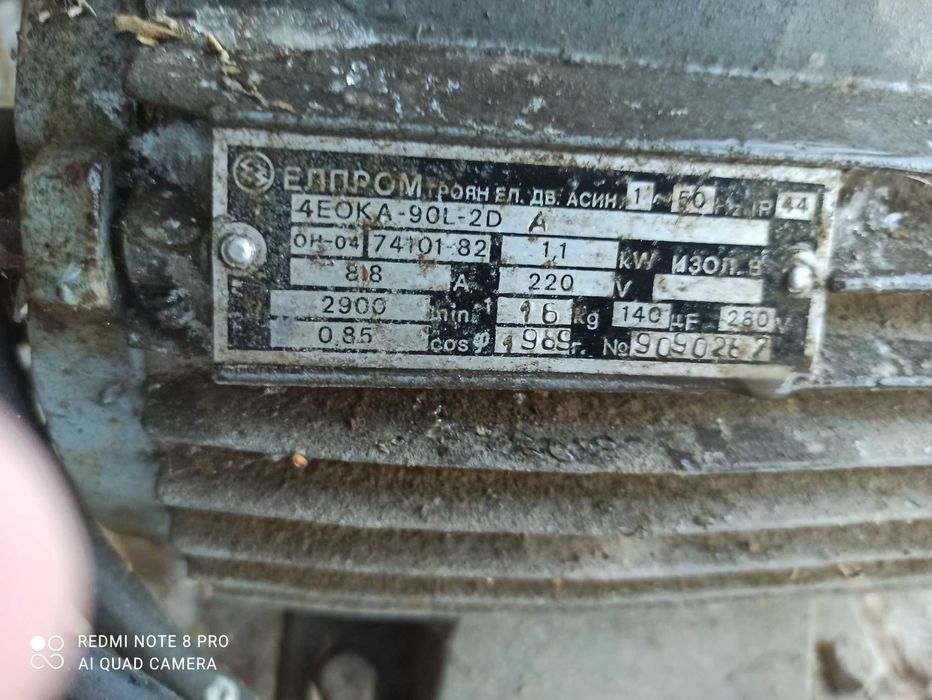 ЕЛПРОМ ТРОЯН ЕЛ. ДВ. АСИН. 1 ~ 50 Hz IP 44
4EOKA-90L-2D A
ОН-04 74101-82 1,1 kW ИЗОЛ. B
8,8 A 220 V
2900 min⁻¹ 16 kg 140 µF 280 V
0,85 cos φ 1989 г. № 9090267
REDMI NOTE 8 PRO
AI QUAD CAMERA